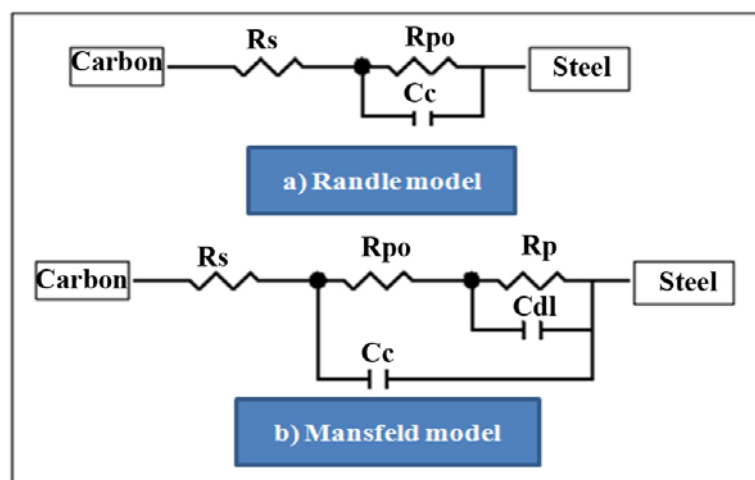 Carbon
Rs
Rpo
Cc
Steel
a) Randle model
Carbon
Rs
Rpo
Rp
Cdl
Cc
Steel
b) Mansfeld model